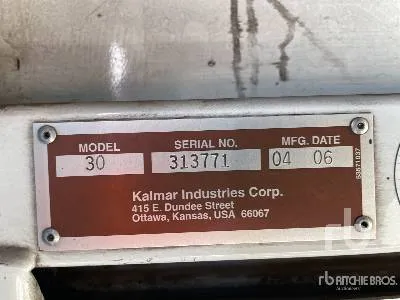 MODEL SERIAL NO. MFG. DATE
30 313771 04 06
Kalmar Industries Corp.
415 E. Dundee Street
Ottawa, Kansas, USA 66067
rb RITCHIE BROS.
Auctioneers